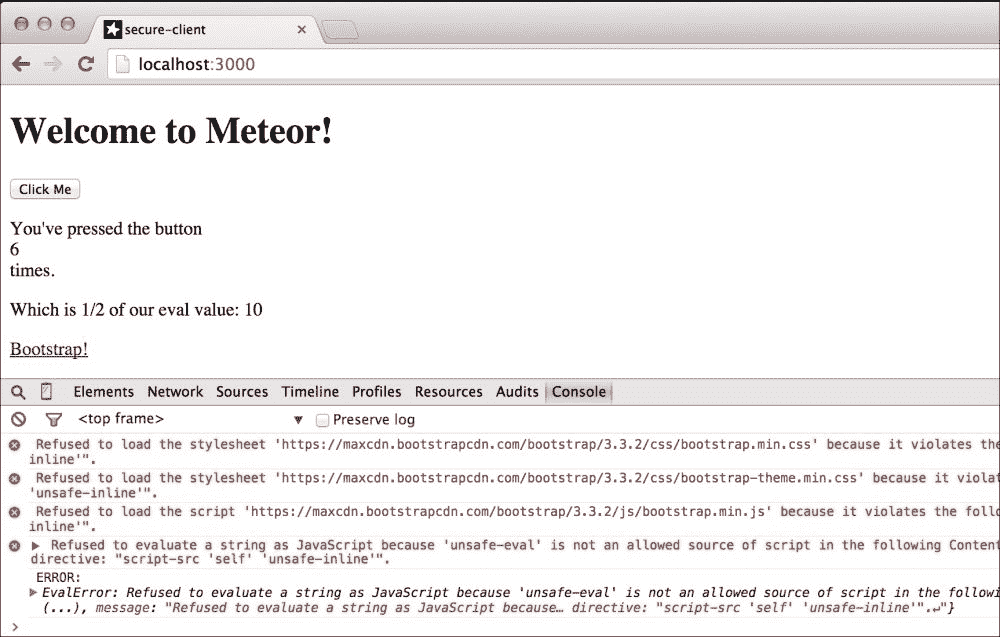 secure-client
localhost:3000
Welcome to Meteor!
Click Me
You've pressed the button
6
times.
Which is 1/2 of our eval value: 10
Bootstrap!
Elements Network Sources Timeline Profiles Resources Audits Console
<top frame> Preserve log
Refused to load the stylesheet 'https://maxcdn.bootstrapcdn.com/bootstrap/3.3.2/css/bootstrap.min.css' because it violates the
inline'".
Refused to load the stylesheet 'https://maxcdn.bootstrapcdn.com/bootstrap/3.3.2/css/bootstrap-theme.min.css' because it violat
'unsafe-inline'".
Refused to load the script 'https://maxcdn.bootstrapcdn.com/bootstrap/3.3.2/js/bootstrap.min.js' because it violates the follo
inline'".
Refused to evaluate a string as JavaScript because 'unsafe-eval' is not an allowed source of script in the following Conten
directive: "script-src 'self' 'unsafe-inline'".
ERROR:
EvalError: Refused to evaluate a string as JavaScript because 'unsafe-eval' is not an allowed source of script in the followi
(...), message: "Refused to evaluate a string as JavaScript because… directive: "script-src 'self' 'unsafe-inline'".↵"}